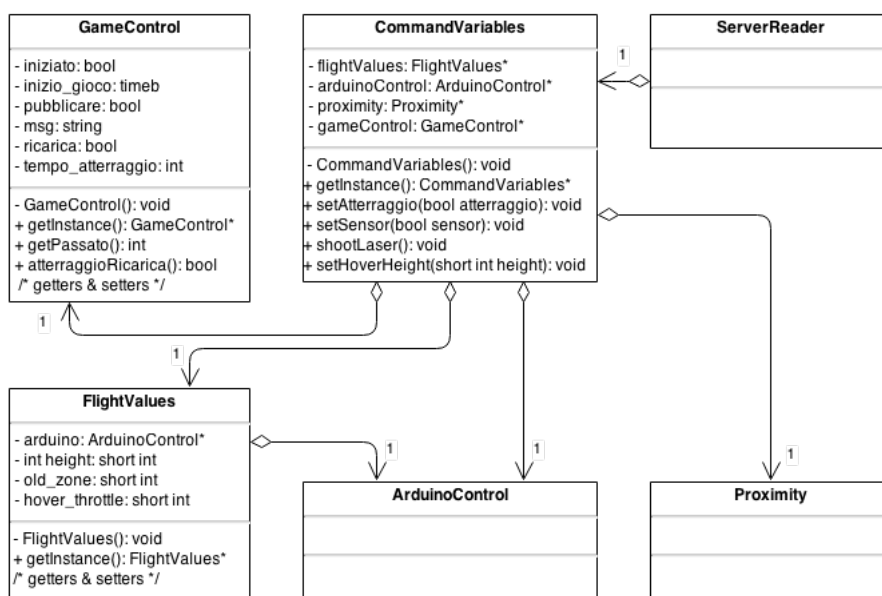 GameControl
- iniziato: bool
- inizio_gioco: timeb
- pubblicare: bool
- msg: string
- ricarica: bool
- tempo_atterraggio: int
- GameControl(): void
+ getInstance(): GameControl*
+ getPassato(): int
+ atterraggioRicarica(): bool
/* getters & setters */
CommandVariables
- flightValues: FlightValues*
- arduinoControl: ArduinoControl*
- proximity: Proximity*
- gameControl: GameControl*
- CommandVariables(): void
+ getInstance(): CommandVariables*
+ setAtterraggio(bool atterraggio): void
+ setSensor(bool sensor): void
+ shootLaser(): void
+ setHoverHeight(short int height): void
ServerReader
1
1
1
FlightValues
- arduino: ArduinoControl*
- int height: short int
- old_zone: short int
- hover_throttle: short int
- FlightValues(): void
+ getInstance(): FlightValues*
/* getters & setters */
1
1
1
ArduinoControl
Proximity